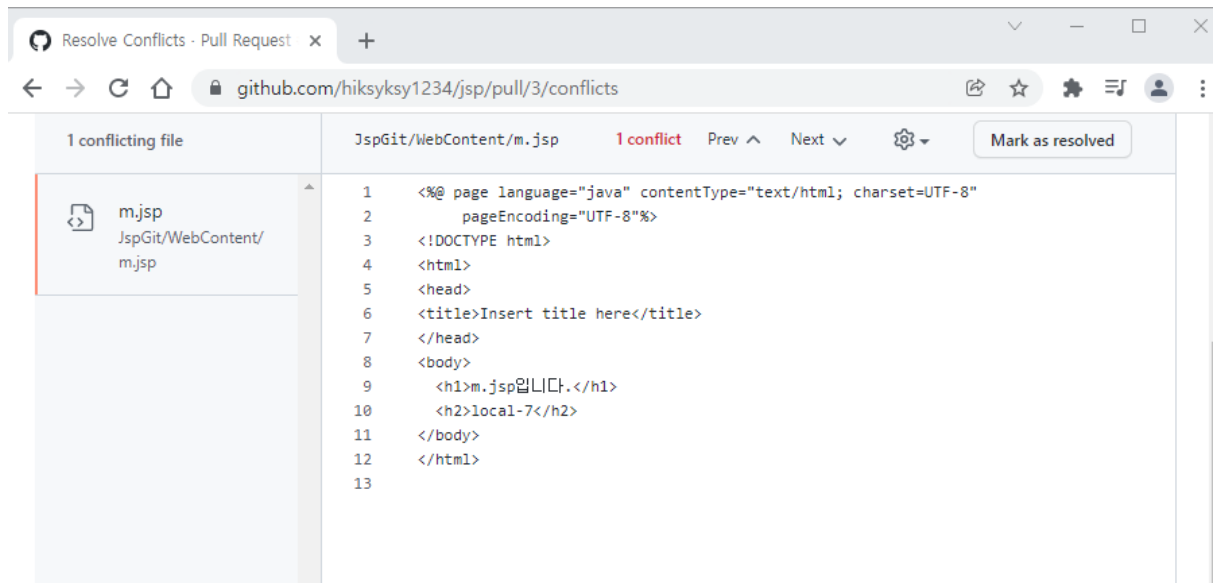 Resolve Conflicts · Pull Request
github.com/hiksyksy1234/jsp/pull/3/conflicts
1 conflicting file
JspGit/WebContent/m.jsp 1 conflict Prev Next Mark as resolved
m.jsp
JspGit/WebContent/
m.jsp
1 <%@ page language="java" contentType="text/html; charset=UTF-8"
2 pageEncoding="UTF-8"%>
3 <!DOCTYPE html>
4 <html>
5 <head>
6 <title>Insert title here</title>
7 </head>
8 <body>
9 <h1>m.jsp입니다.</h1>
10 <h2>local-7</h2>
11 </body>
12 </html>
13